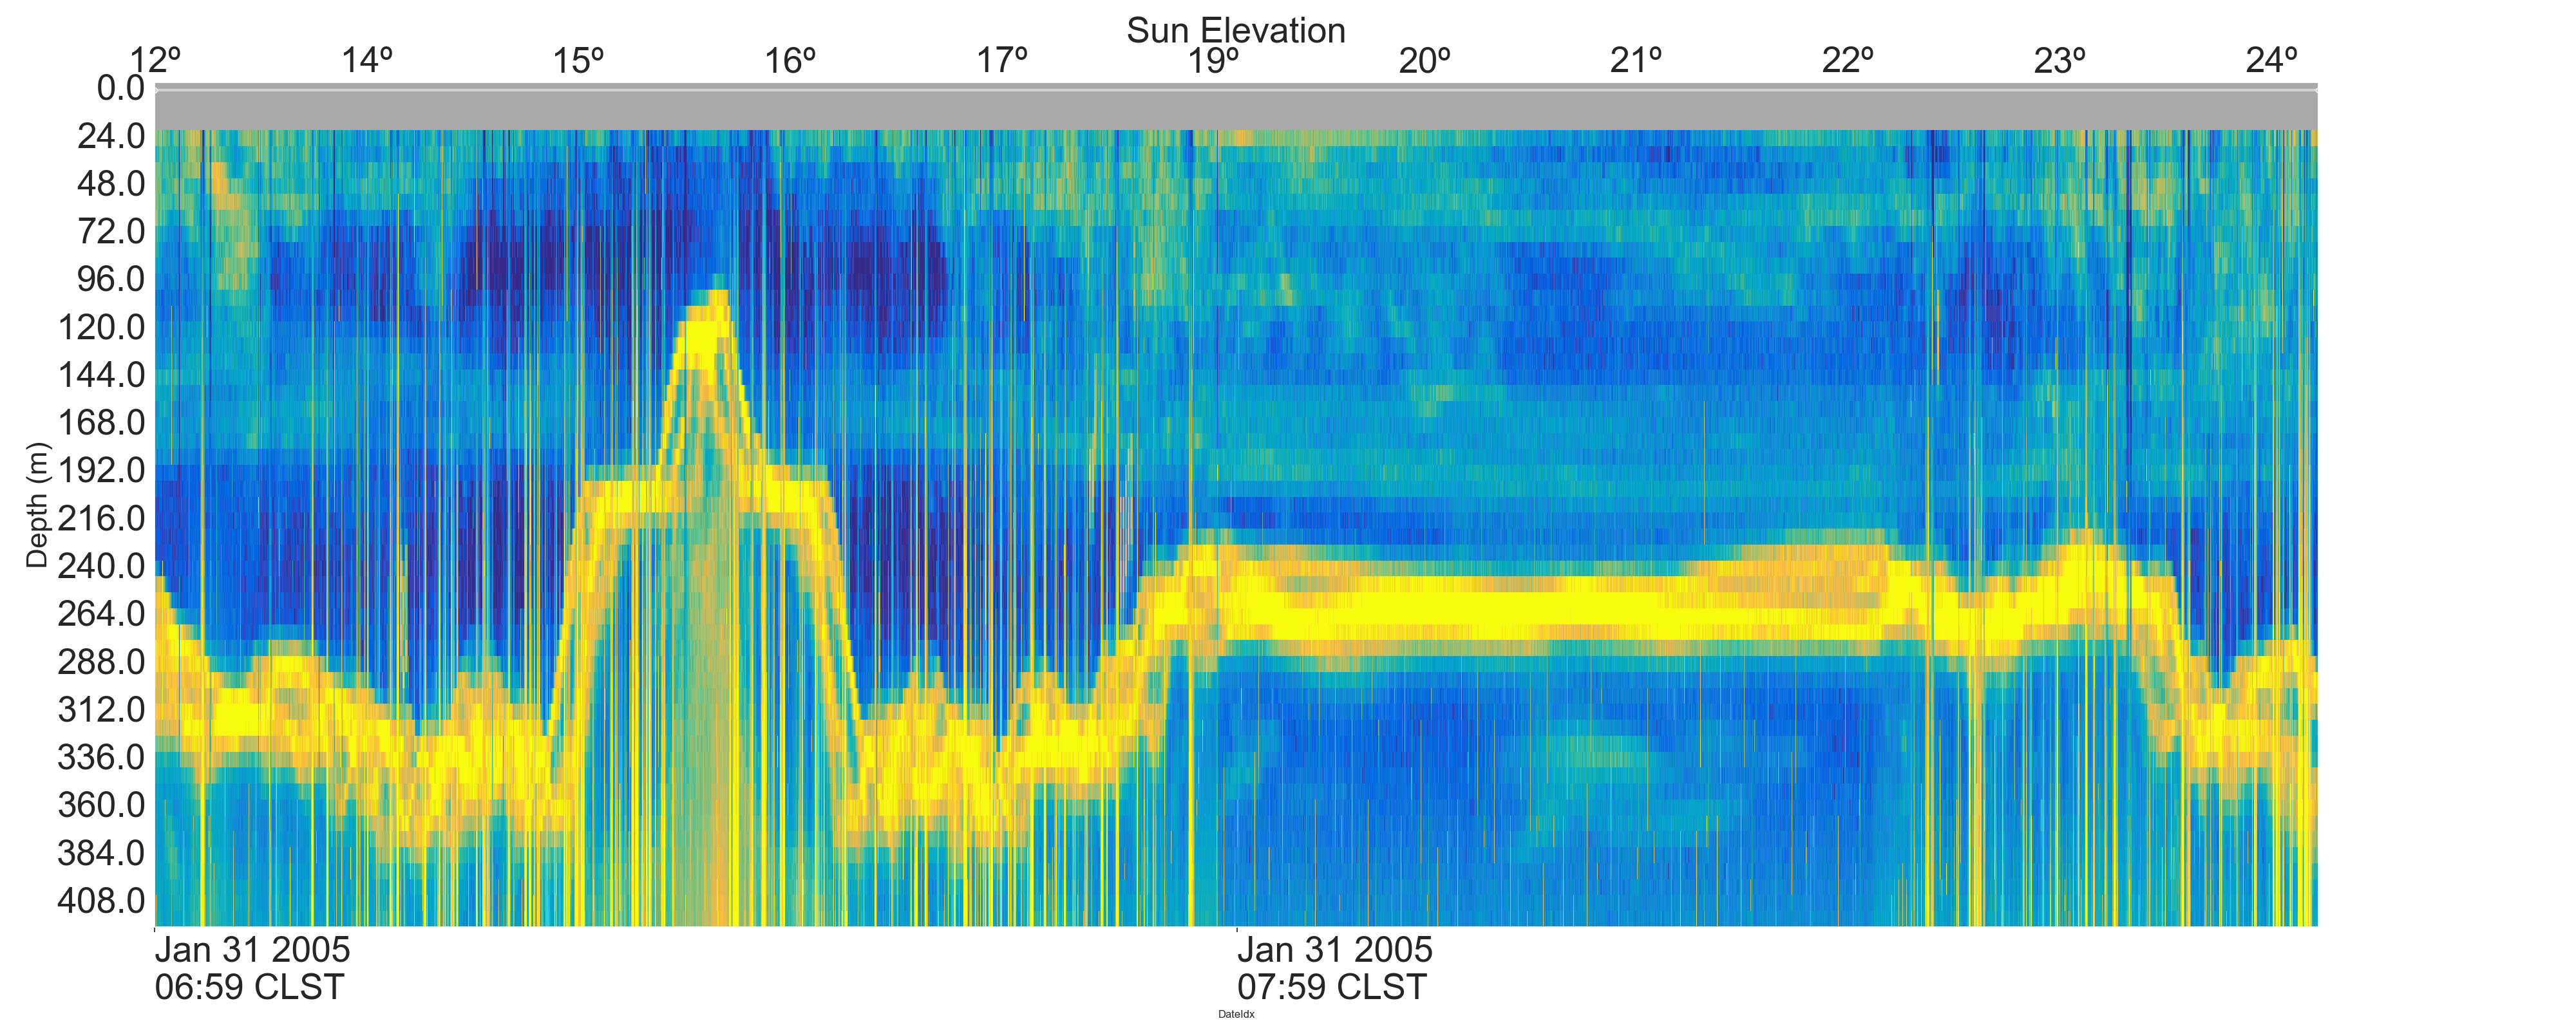 Sun Elevation
12º 14º 15º 16º 17º 19º 20º 21º 22º 23º 24º
0.0
24.0
48.0
72.0
96.0
120.0
144.0
168.0
192.0
216.0
240.0
264.0
288.0
312.0
336.0
360.0
384.0
408.0
Depth (m)
Jan 31 2005
06:59 CLST
Jan 31 2005
07:59 CLST
DateIdx